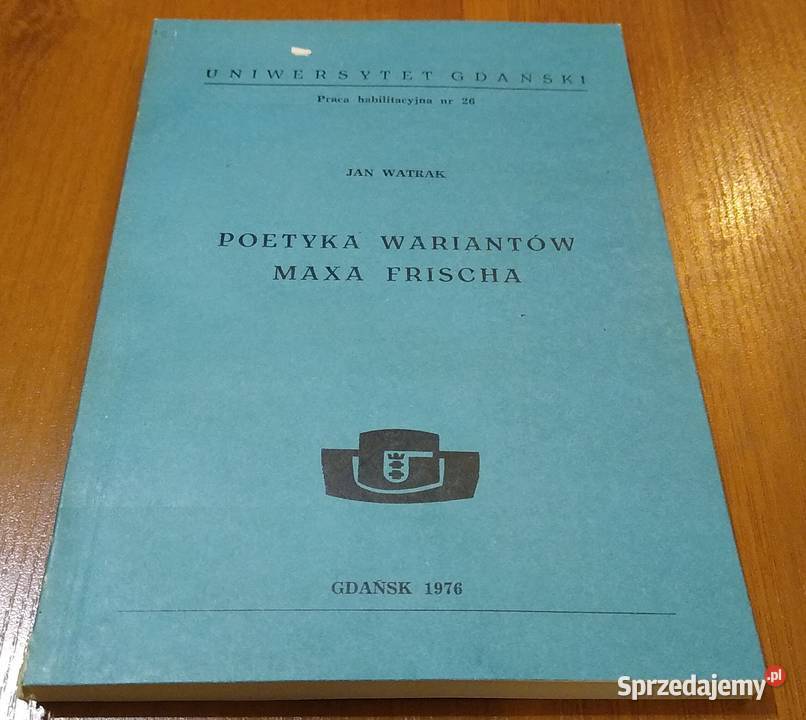 UNIWERSYTET GDAŃSKI
Praca habilitacyjna nr 26
JAN WATRAK
POETYKA WARIANTÓW
MAXA FRISCHA
GDAŃSK 1976
Sprzedajemy.pl